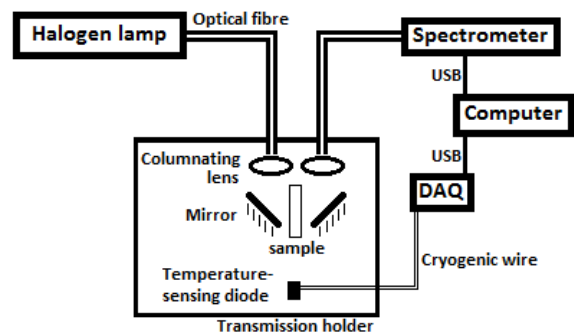 Optical fibre
Halogen lamp
Spectrometer
USB
Computer
USB
Columnating
lens
DAQ
Mirror
sample
Cryogenic wire
Temperature-
sensing diode
Transmission holder